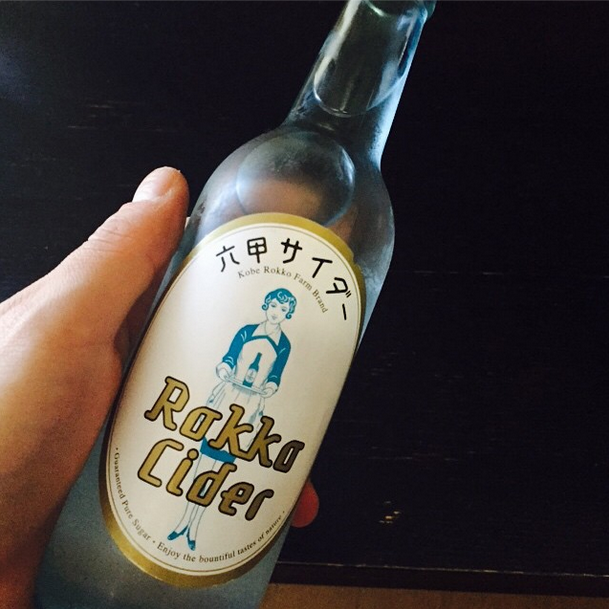 六甲サイダー
Kobe Rokko Farm Brand
Rokko
Cider
• Guaranteed Pure Sugar • Enjoy the bountiful tastes of nature •